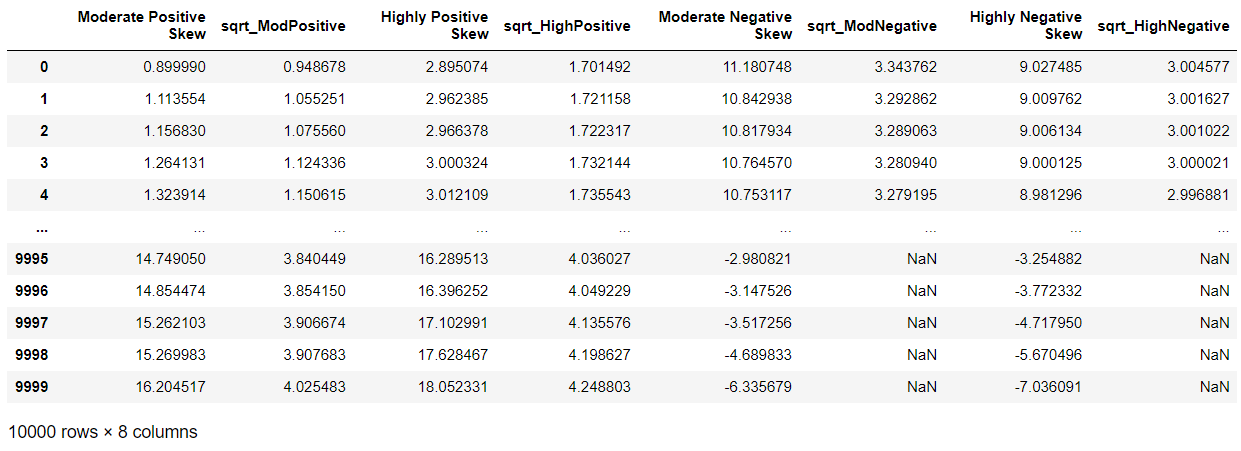 Moderate Positive Skew sqrt_ModPositive Highly Positive Skew sqrt_HighPositive Moderate Negative Skew sqrt_ModNegative Highly Negative Skew sqrt_HighNegative
0 0.899990 0.948678 2.895074 1.701492 11.180748 3.343762 9.027485 3.004577
1 1.113554 1.055251 2.962385 1.721158 10.842938 3.292862 9.009762 3.001627
2 1.156830 1.075560 2.966378 1.722317 10.817934 3.289063 9.006134 3.001022
3 1.264131 1.124336 3.000324 1.732144 10.764570 3.280940 9.000125 3.000021
4 1.323914 1.150615 3.012109 1.735543 10.753117 3.279195 8.981296 2.996881
... ... ... ... ... ... ... ... ...
9995 14.749050 3.840449 16.289513 4.036027 -2.980821 NaN -3.254882 NaN
9996 14.854474 3.854150 16.396252 4.049229 -3.147526 NaN -3.772332 NaN
9997 15.262103 3.906674 17.102991 4.135576 -3.517256 NaN -4.717950 NaN
9998 15.269983 3.907683 17.628467 4.198627 -4.689833 NaN -5.670496 NaN
9999 16.204517 4.025483 18.052331 4.248803 -6.335679 NaN -7.036091 NaN
10000 rows × 8 columns